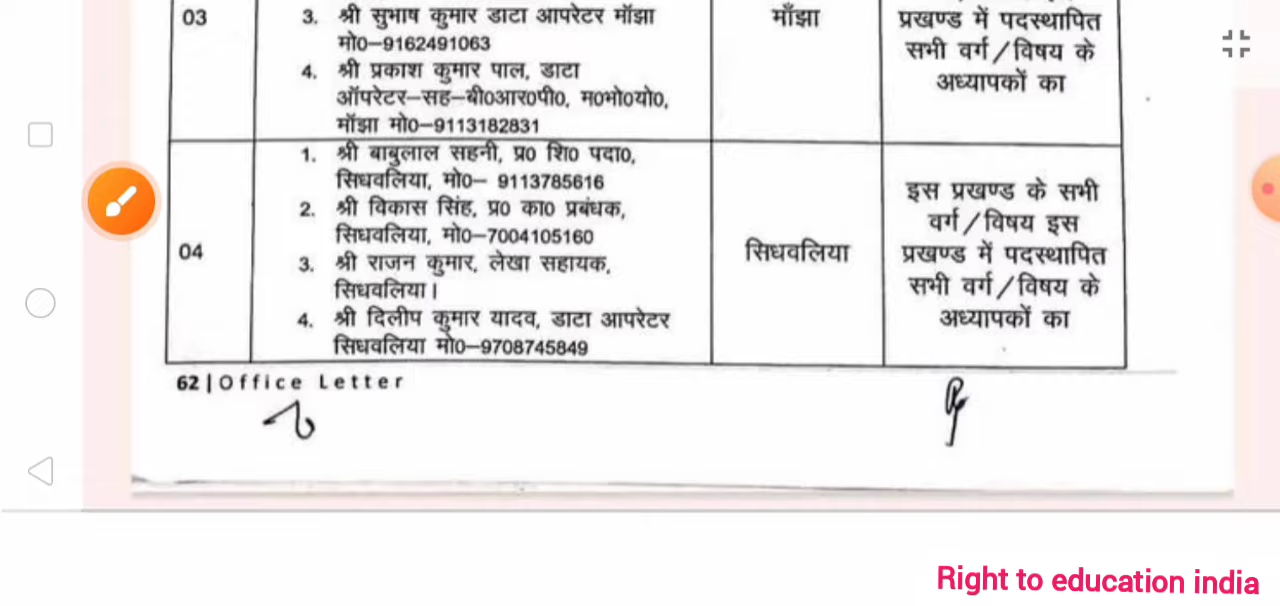 03
3. श्री सुभाष कुमार डाटा आपरेटर मॉंझा
मो0–9162491063
4. श्री प्रकाश कुमार पाल, डाटा
ऑपरेटर–सह–बी0आर0पी0, म0भो0यो0,
मॉंझा मो0–9113182831
माँझा
प्रखण्ड में पदस्थापित
सभी वर्ग/विषय के
अध्यापकों का
04
1. श्री बाबुलाल सहनी, प्र0 शि0 पदा0,
सिधवलिया, मो0– 9113785616
2. श्री विकास सिंह, प्र0 का0 प्रबंधक,
सिधवलिया, मो0–7004105160
3. श्री राजन कुमार, लेखा सहायक,
सिधवलिया।
4. श्री दिलीप कुमार यादव, डाटा आपरेटर
सिधवलिया मो0–9708745849
सिधवलिया
इस प्रखण्ड के सभी
वर्ग/विषय इस
प्रखण्ड में पदस्थापित
सभी वर्ग/विषय के
अध्यापकों का
62|Office Letter
Right to education india